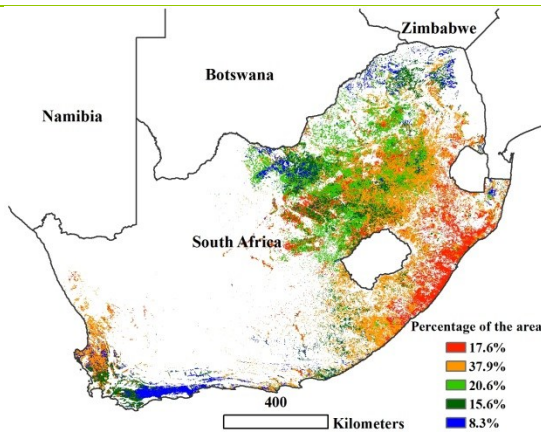 Zimbabwe
Botswana
Namibia
South Africa
Percentage of the area
17.6%
37.9%
20.6%
15.6%
8.3%
400
Kilometers